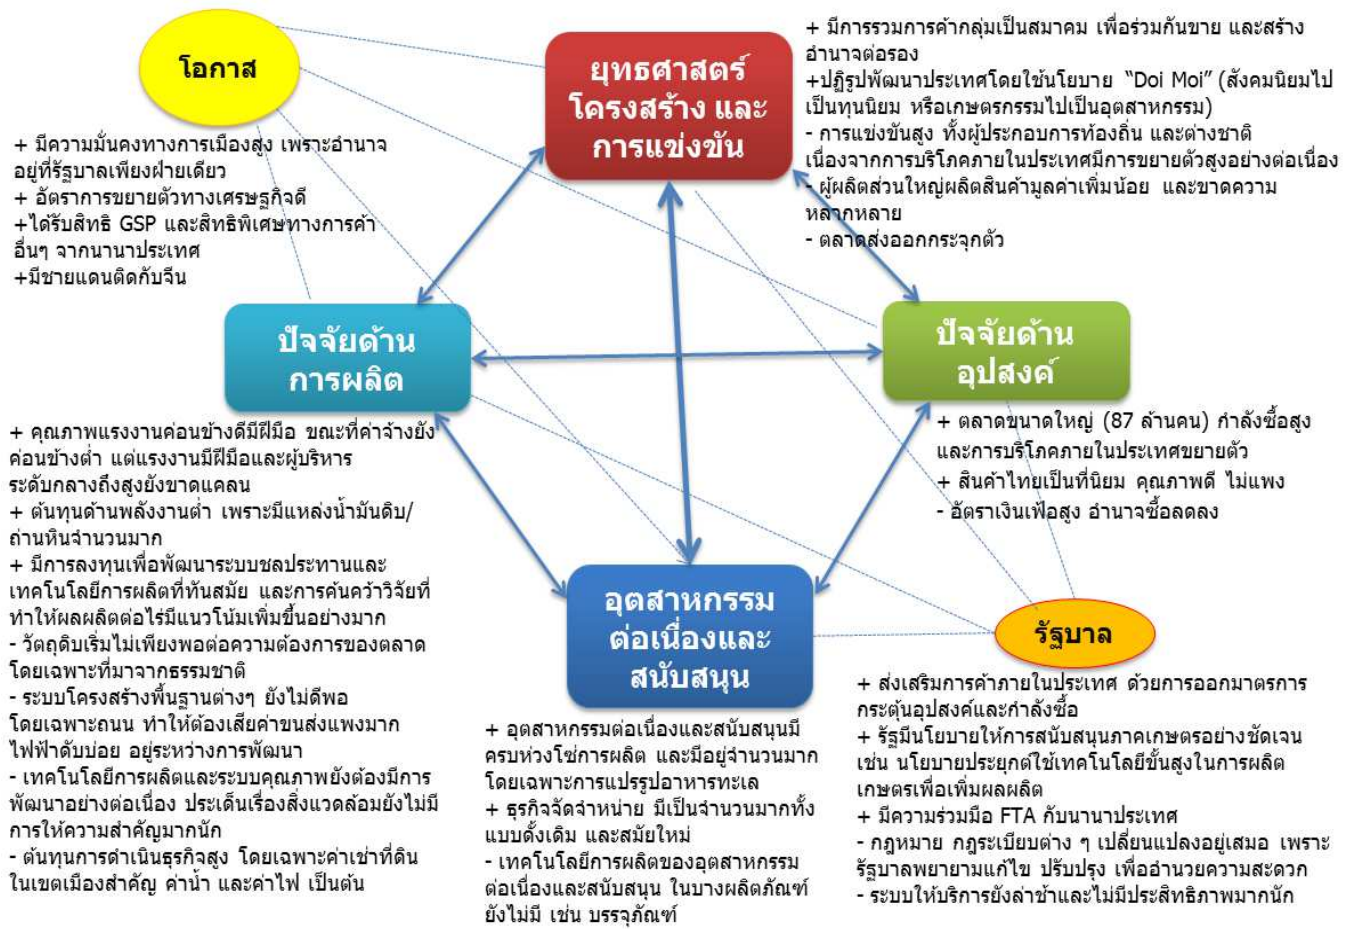 โอกาส
+ มีความมั่นคงทางการเมืองสูง เพราะอำนาจ
อยู่ที่รัฐบาลเพียงฝ่ายเดียว
+ อัตราการขยายตัวทางเศรษฐกิจดี
+ได้รับสิทธิ GSP และสิทธิพิเศษทางการค้า
อื่นๆ จากนานาประเทศ
+มีชายแดนติดกับจีน
ยุทธศาสตร์
โครงสร้าง และ
การแข่งขัน
+ มีการรวมการค้ากลุ่มเป็นสมาคม เพื่อร่วมกันขาย และสร้าง
อำนาจต่อรอง
+ปฏิรูปพัฒนาประเทศโดยใช้นโยบาย “Doi Moi” (สังคมนิยมไป
เป็นทุนนิยม หรือเกษตรกรรมไปเป็นอุตสาหกรรม)
- การแข่งขันสูง ทั้งผู้ประกอบการท้องถิ่น และต่างชาติ
เนื่องจากการบริโภคภายในประเทศมีการขยายตัวสูงอย่างต่อเนื่อง
- ผู้ผลิตส่วนใหญ่ผลิตสินค้ามูลค่าเพิ่มน้อย และขาดความ
หลากหลาย
- ตลาดส่งออกกระจุกตัว
ปัจจัยด้าน
การผลิต
+ คุณภาพแรงงานค่อนข้างดีมีฝีมือ ขณะที่ค่าจ้างยัง
ค่อนข้างต่ำ แต่แรงงานมีฝีมือและผู้บริหาร
ระดับกลางถึงสูงยังขาดแคลน
+ ต้นทุนด้านพลังงานต่ำ เพราะมีแหล่งน้ำมันดิบ/
ถ่านหินจำนวนมาก
+ มีการลงทุนเพื่อพัฒนาระบบชลประทานและ
เทคโนโลยีการผลิตที่ทันสมัย และการค้นคว้าวิจัยที่
ทำให้ผลผลิตต่อไร่มีแนวโน้มเพิ่มขึ้นอย่างมาก
- วัตถุดิบเริ่มไม่เพียงพอต่อความต้องการของตลาด
โดยเฉพาะที่มาจากธรรมชาติ
- ระบบโครงสร้างพื้นฐานต่างๆ ยังไม่ดีพอ
โดยเฉพาะถนน ทำให้ต้องเสียค่าขนส่งแพงมาก
ไฟฟ้าดับบ่อย อยู่ระหว่างการพัฒนา
- เทคโนโลยีการผลิตและระบบคุณภาพยังต้องมีการ
พัฒนาอย่างต่อเนื่อง ประเด็นเรื่องสิ่งแวดล้อมยังไม่มี
การให้ความสำคัญมากนัก
- ต้นทุนการดำเนินธุรกิจสูง โดยเฉพาะค่าเช่าที่ดิน
ในเขตเมืองสำคัญ ค่าน้ำ และค่าไฟ เป็นต้น
ปัจจัยด้าน
อุปสงค์
+ ตลาดขนาดใหญ่ (87 ล้านคน) กำลังซื้อสูง
และการบริโภคภายในประเทศขยายตัว
+ สินค้าไทยเป็นที่นิยม คุณภาพดี ไม่แพง
- อัตราเงินเฟ้อสูง อำนาจซื้อลดลง
อุตสาหกรรม
ต่อเนื่องและ
สนับสนุน
+ อุตสาหกรรมต่อเนื่องและสนับสนุนมี
ครบห่วงโซ่การผลิต และมีอยู่จำนวนมาก
โดยเฉพาะการแปรรูปอาหารทะเล
+ ธุรกิจจัดจำหน่าย มีเป็นจำนวนมากทั้ง
แบบดั้งเดิม และสมัยใหม่
- เทคโนโลยีการผลิตของอุตสาหกรรม
ต่อเนื่องและสนับสนุน ในบางผลิตภัณฑ์
ยังไม่มี เช่น บรรจุภัณฑ์
รัฐบาล
+ ส่งเสริมการค้าภายในประเทศ ด้วยการออกมาตรการ
กระตุ้นอุปสงค์และกำลังซื้อ
+ รัฐมีนโยบายให้การสนับสนุนภาคเกษตรอย่างชัดเจน
เช่น นโยบายประยุกต์ใช้เทคโนโลยีขั้นสูงในการผลิต
เกษตรเพื่อเพิ่มผลผลิต
+ มีความร่วมมือ FTA กับนานาประเทศ
- กฎหมาย กฎระเบียบต่าง ๆ เปลี่ยนแปลงอยู่เสมอ เพราะ
รัฐบาลพยายามแก้ไข ปรับปรุง เพื่ออำนวยความสะดวก
- ระบบให้บริการยังล่าช้าและไม่มีประสิทธิภาพมากนัก